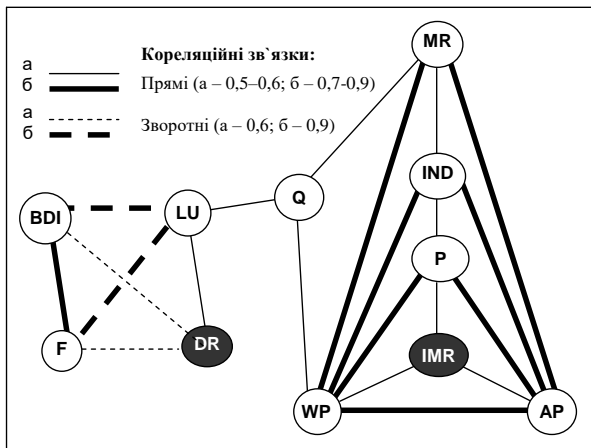 Кореляційні зв`язки:
а
б
Прямі (а – 0,5–0,6; б – 0,7-0,9)
а
б
Зворотні (а – 0,6; б – 0,9)
MR
IND
Q
BDI
LU
P
F
DR
IMR
WP
AP